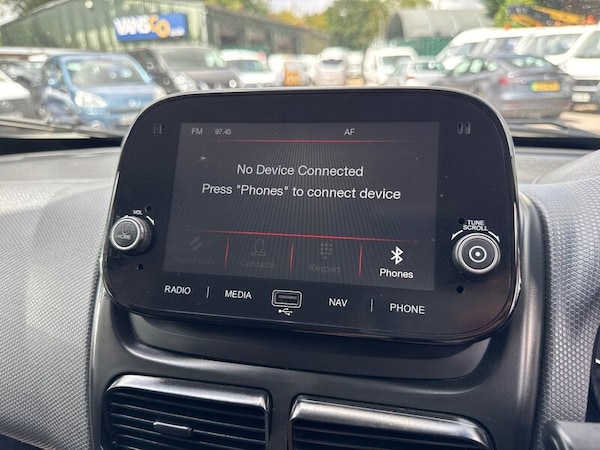 VANS
FM 97.45 AF
No Device Connected
Press "Phones" to connect device
VOL
TUNE
SCROLL
Contacts Keypad Phones
RADIO MEDIA NAV PHONE